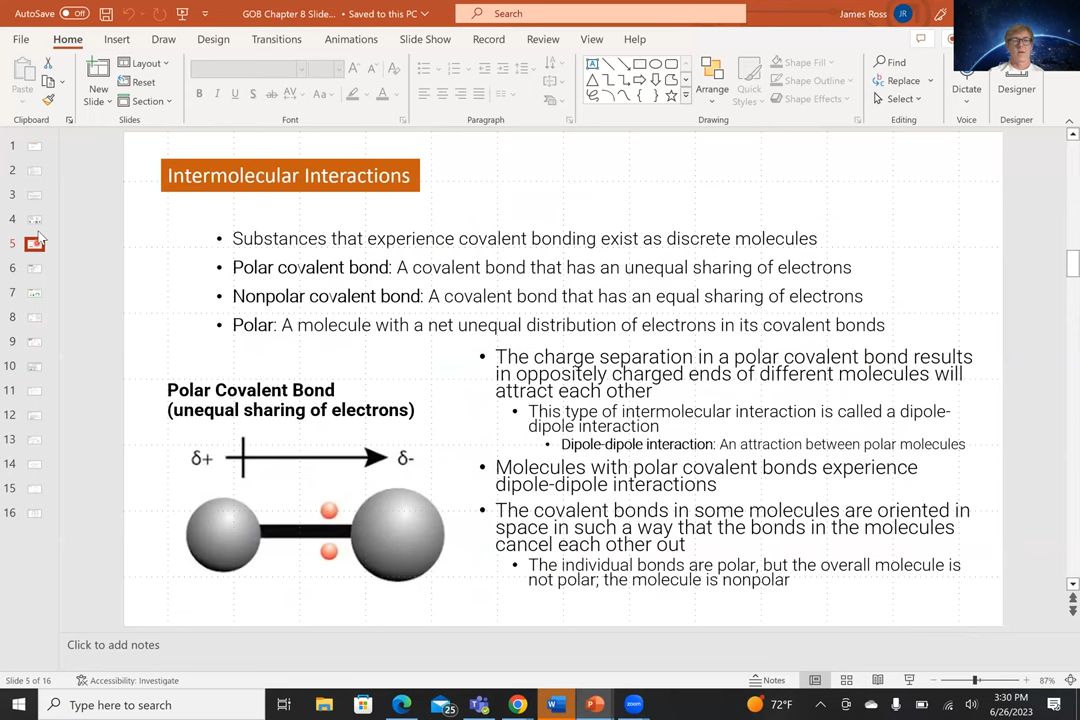 AutoSave Off GOB Chapter 8 Slide... • Saved to this PC Search James Ross JR
File Home Insert Draw Design Transitions Animations Slide Show Record Review View Help
Paste New Slide Layout Reset Section Arrange Quick Styles Shape Fill Shape Outline Shape Effects Find Replace Select Dictate Designer
Clipboard Slides Font Paragraph Drawing Editing Voice Designer
Intermolecular Interactions
• Substances that experience covalent bonding exist as discrete molecules
• Polar covalent bond: A covalent bond that has an unequal sharing of electrons
• Nonpolar covalent bond: A covalent bond that has an equal sharing of electrons
• Polar: A molecule with a net unequal distribution of electrons in its covalent bonds
Polar Covalent Bond
(unequal sharing of electrons)
δ+ δ-
• The charge separation in a polar covalent bond results
in oppositely charged ends of different molecules will
attract each other
• This type of intermolecular interaction is called a dipole-
dipole interaction
• Dipole-dipole interaction: An attraction between polar molecules
• Molecules with polar covalent bonds experience
dipole-dipole interactions
• The covalent bonds in some molecules are oriented in
space in such a way that the bonds in the molecules
cancel each other out
• The individual bonds are polar, but the overall molecule is
not polar; the molecule is nonpolar
1
2
3
4
5
6
7
8
9
10
11
12
13
14
15
16
Click to add notes
Slide 5 of 16 Accessibility: Investigate Notes 87%
Type here to search 25 72°F 3:30 PM
6/26/2023